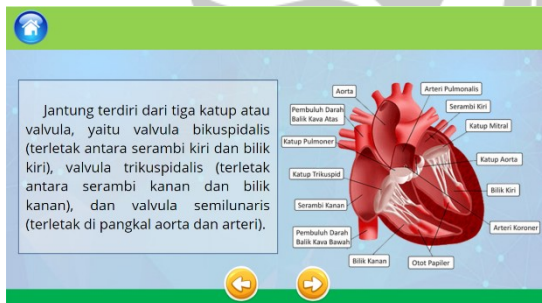 Jantung terdiri dari tiga katup atau
valvula, yaitu valvula bikuspidalis
(terletak antara serambi kiri dan bilik
kiri), valvula trikuspidalis (terletak
antara serambi kanan dan bilik
kanan), dan valvula semilunaris
(terletak di pangkal aorta dan arteri).
Aorta
Arteri Pulmonalis
Pembuluh Darah
Balik Kava Atas
Serambi Kiri
Katup Mitral
Katup Pulmoner
Katup Aorta
Katup Trikuspid
Bilik Kiri
Serambi Kanan
Arteri Koroner
Pembuluh Darah
Balik Kava Bawah
Bilik Kanan
Otot Papiler